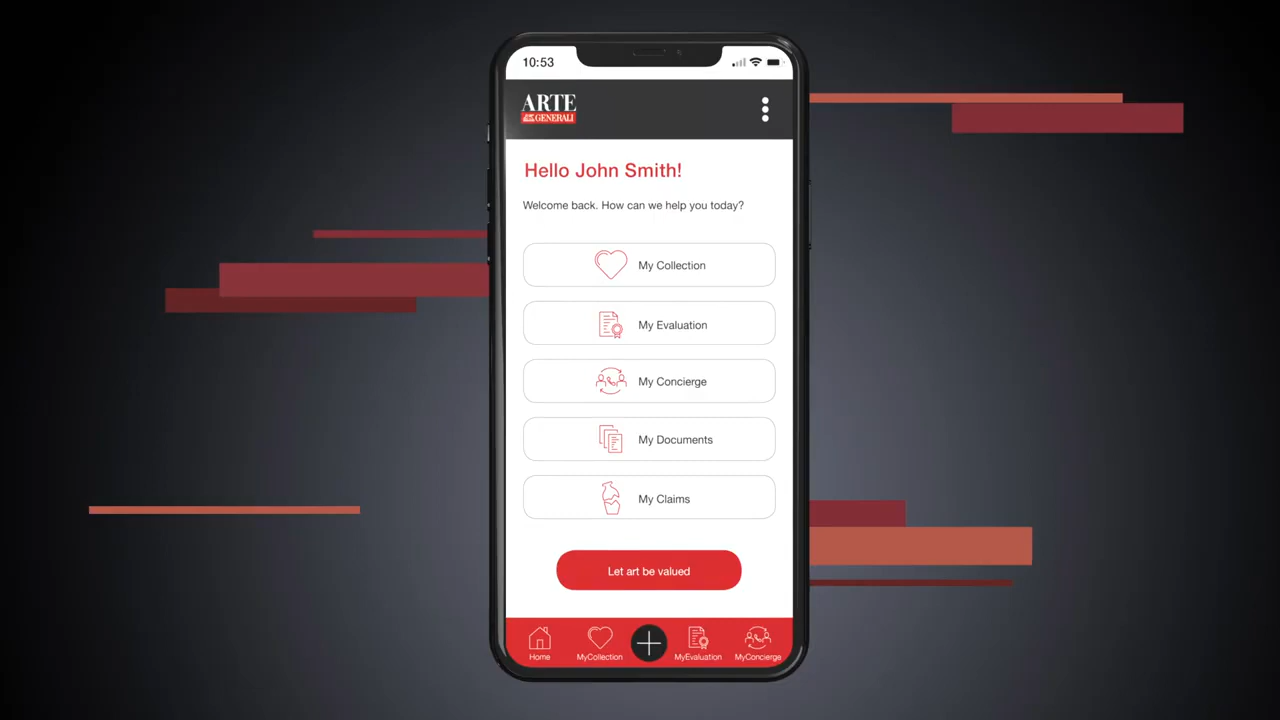 10:53
ARTE
GENERALI
Hello John Smith!
Welcome back. How can we help you today?
My Collection
My Evaluation
My Concierge
My Documents
My Claims
Let art be valued
Home
MyCollection
MyEvaluation
MyConcierge